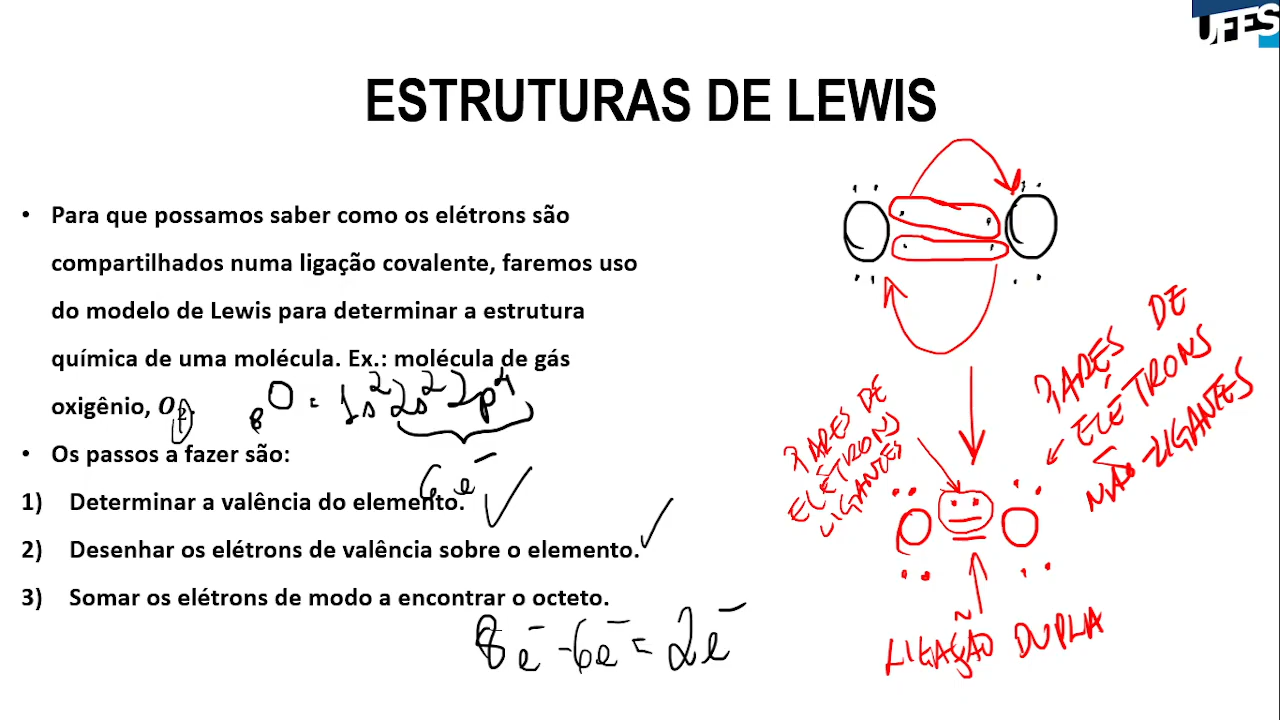 UFES
ESTRUTURAS DE LEWIS
• Para que possamos saber como os elétrons são
compartilhados numa ligação covalente, faremos uso
do modelo de Lewis para determinar a estrutura
química de uma molécula. Ex.: molécula de gás
oxigênio, O₂.
₈O = 1s² 2s² 2p⁴
6e⁻
• Os passos a fazer são:
1) Determinar a valência do elemento.
2) Desenhar os elétrons de valência sobre o elemento.
3) Somar os elétrons de modo a encontrar o octeto.
8e⁻ - 6e⁻ = 2e⁻
O O
PARES DE
ELÉTRONS
LIGANTES
PARES DE
ELÉTRONS
NÃO-LIGANTES
O O
LIGAÇÃO DUPLA